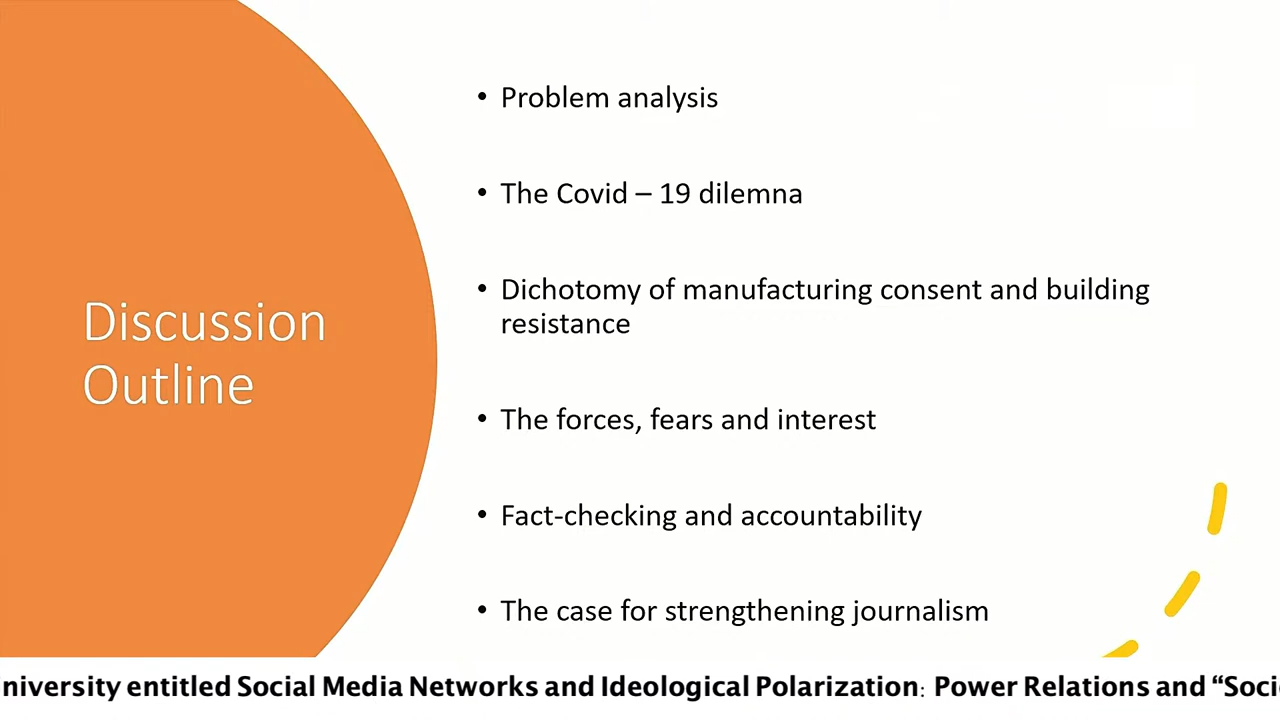 Discussion
Outline
• Problem analysis
• The Covid – 19 dilemna
• Dichotomy of manufacturing consent and building
resistance
• The forces, fears and interest
• Fact-checking and accountability
• The case for strengthening journalism
niversity entitled Social Media Networks and Ideological Polarization: Power Relations and “Soci